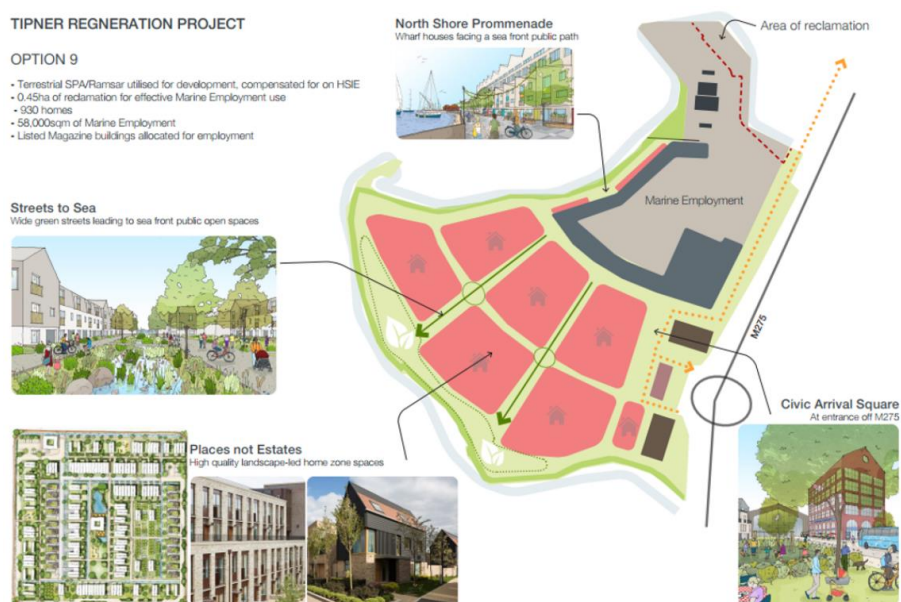 TIPNER REGNERATION PROJECT
OPTION 9
- Terrestrial SPA/Ramsar utilised for development, compensated for on HSIE
- 0.45ha of reclamation for effective Marine Employment use
- 930 homes
- 58,000sqm of Marine Employment
- Listed Magazine buildings allocated for employment
North Shore Prommenade
Wharf houses facing a sea front public path
Area of reclamation
Marine Employment
Streets to Sea
Wide green streets leading to sea front public open spaces
M275
Civic Arrival Square
At entrance off M275
Places not Estates
High quality landscape-led home zone spaces